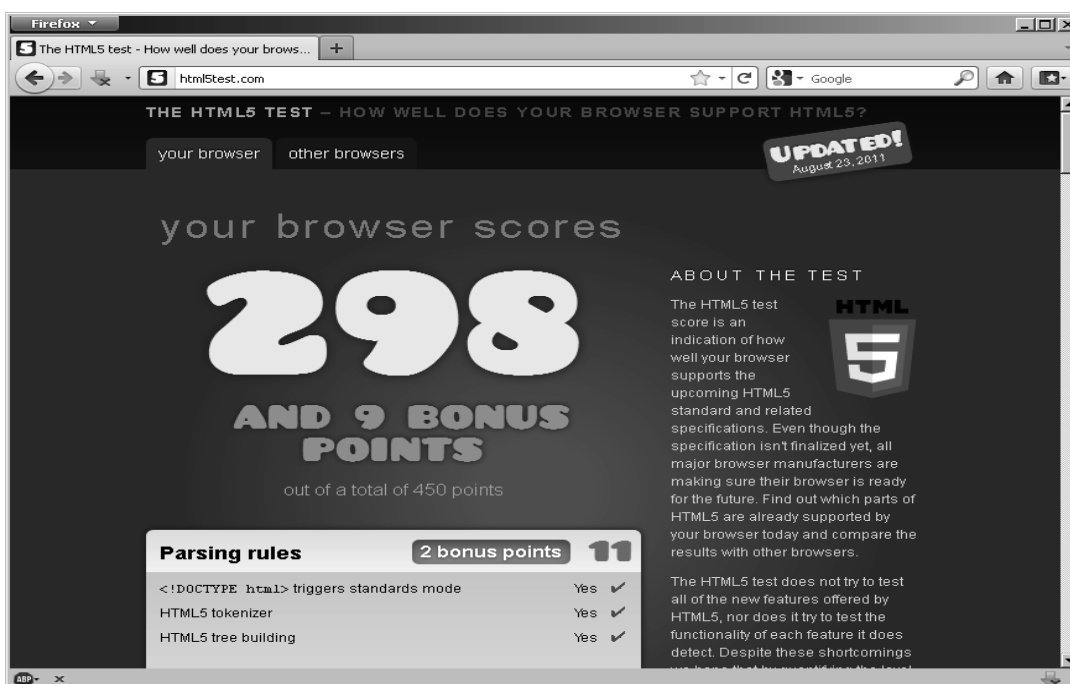 Firefox
The HTML5 test - How well does your brows...
html5test.com
Google
THE HTML5 TEST – HOW WELL DOES YOUR BROWSER SUPPORT HTML5?
your browser
other browsers
UPDATED!
August 23, 2011
your browser scores
298
AND 9 BONUS
POINTS
out of a total of 450 points
Parsing rules 2 bonus points 11
<!DOCTYPE html> triggers standards mode Yes ✔
HTML5 tokenizer Yes ✔
HTML5 tree building Yes ✔
ABOUT THE TEST
HTML
5
The HTML5 test
score is an
indication of how
well your browser
supports the
upcoming HTML5
standard and related
specifications. Even though the
specification isn't finalized yet, all
major browser manufacturers are
making sure their browser is ready
for the future. Find out which parts of
HTML5 are already supported by
your browser today and compare the
results with other browsers.
The HTML5 test does not try to test
all of the new features offered by
HTML5, nor does it try to test the
functionality of each feature it does
detect. Despite these shortcomings
we hope that by quantifying the level
ABP